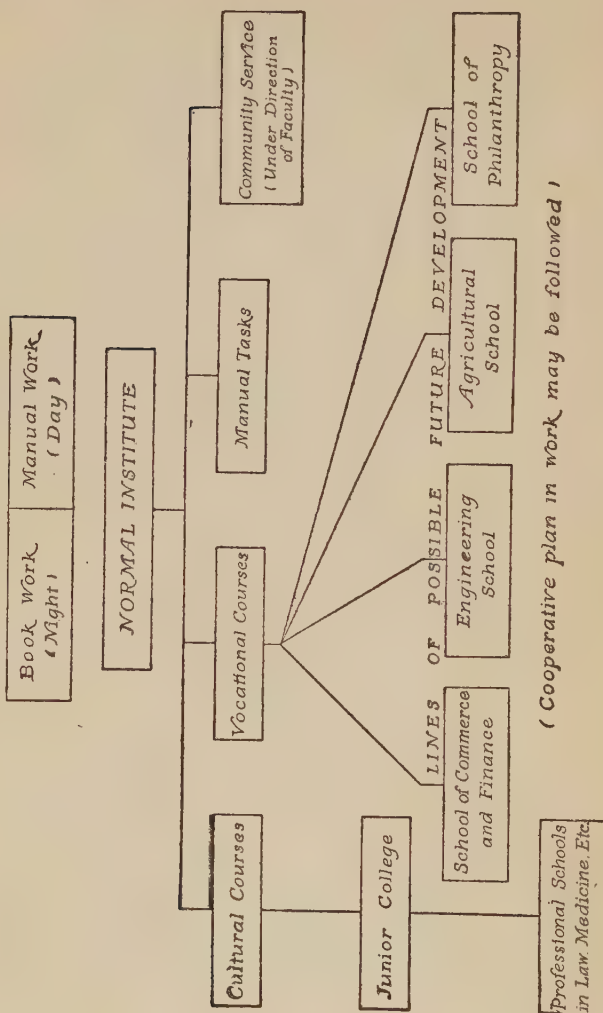 Book Work
(Night)
Manual Work
(Day)
NORMAL INSTITUTE
Cultural Courses
Vocational Courses
Manual Tasks
Community Service
(Under Direction
of Faculty)
Junior College
LINES OF POSSIBLE FUTURE DEVELOPMENT
School of Commerce
and Finance
Engineering
School
Agricultural
School
School of
Philanthropy
Professional Schools
in Law, Medicine, Etc.
(Cooperative plan in work may be followed)